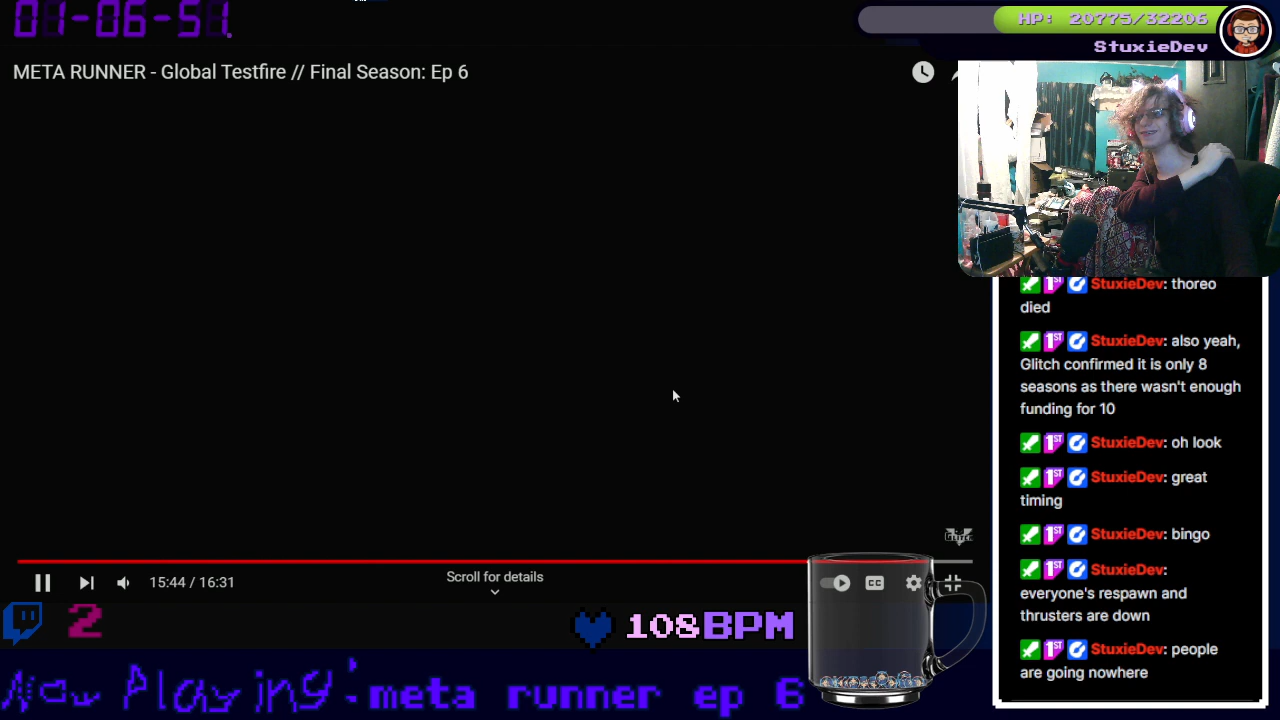 01-06-51
HP: 20775/32206
StuxieDev
META RUNNER - Global Testfire // Final Season: Ep 6
StuxieDev: thoreo
died
StuxieDev: also yeah,
Glitch confirmed it is only 8
seasons as there wasn't enough
funding for 10
StuxieDev: oh look
StuxieDev: great
timing
StuxieDev: bingo
StuxieDev:
everyone's respawn and
thrusters are down
StuxieDev: people
are going nowhere
GLITCH
15:44 / 16:31
Scroll for details
CC
2
108BPM
Now Playing: meta runner ep 6